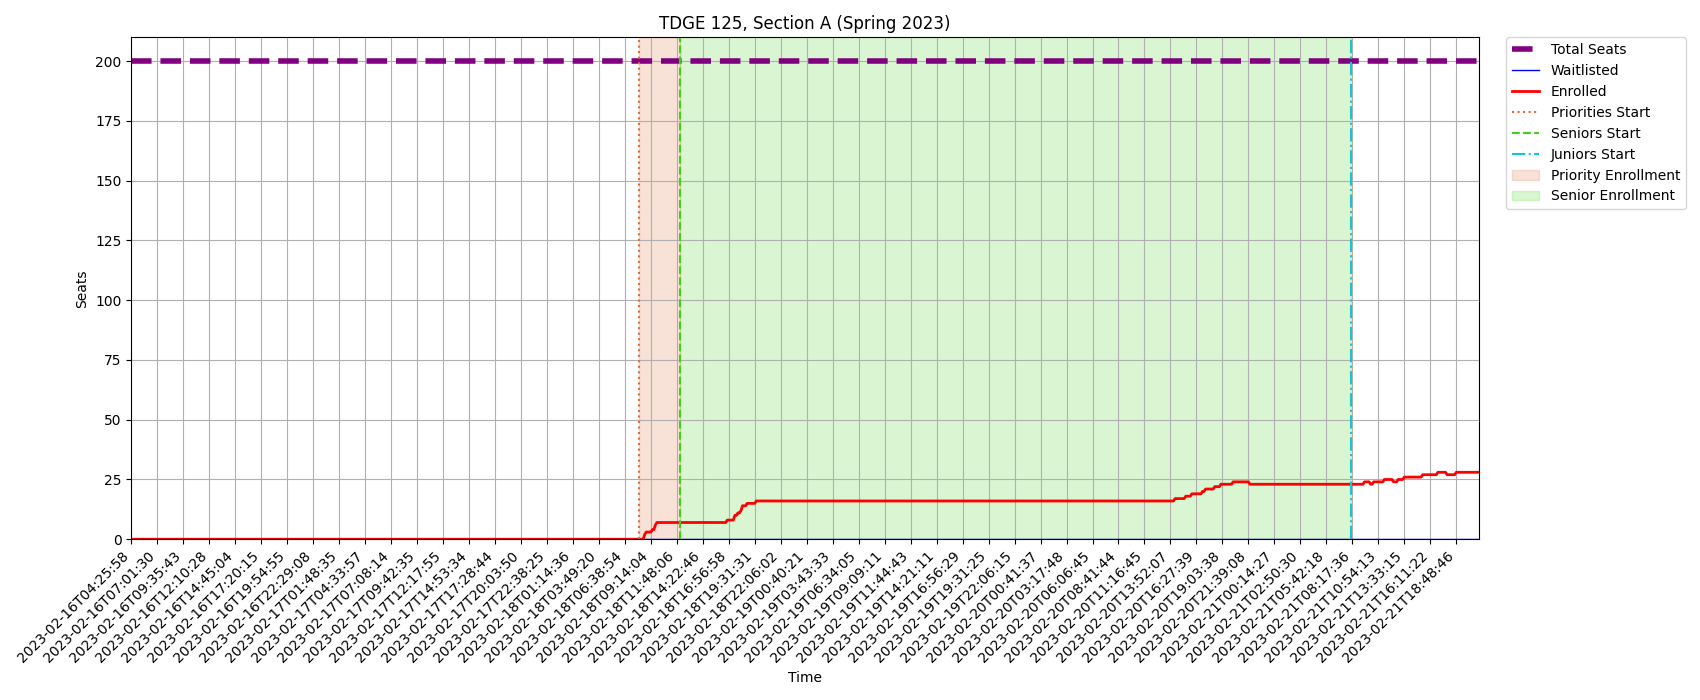 TDGE 125, Section A (Spring 2023)
Total Seats
Waitlisted
Enrolled
Priorities Start
Seniors Start
Juniors Start
Priority Enrollment
Senior Enrollment
Seats
200
175
150
125
100
75
50
25
0
2023-02-16T04:25:58
2023-02-16T07:01:30
2023-02-16T09:35:43
2023-02-16T12:10:28
2023-02-16T14:45:04
2023-02-16T17:20:15
2023-02-16T19:54:55
2023-02-16T22:29:08
2023-02-17T01:48:35
2023-02-17T04:33:57
2023-02-17T07:08:14
2023-02-17T09:42:35
2023-02-17T12:17:55
2023-02-17T14:53:34
2023-02-17T17:28:44
2023-02-17T20:03:50
2023-02-17T22:38:25
2023-02-18T01:14:36
2023-02-18T03:49:20
2023-02-18T06:38:54
2023-02-18T09:14:04
2023-02-18T11:48:06
2023-02-18T14:22:46
2023-02-18T16:56:58
2023-02-18T19:31:31
2023-02-18T22:06:02
2023-02-19T00:40:21
2023-02-19T03:43:33
2023-02-19T06:34:05
2023-02-19T09:09:11
2023-02-19T11:44:43
2023-02-19T14:21:11
2023-02-19T16:56:29
2023-02-19T19:31:25
2023-02-19T22:06:15
2023-02-20T00:41:37
2023-02-20T03:17:48
2023-02-20T06:06:45
2023-02-20T08:41:44
2023-02-20T11:16:45
2023-02-20T13:52:07
2023-02-20T16:27:39
2023-02-20T19:03:38
2023-02-20T21:39:08
2023-02-21T00:14:27
2023-02-21T02:50:30
2023-02-21T05:42:18
2023-02-21T08:17:36
2023-02-21T10:54:13
2023-02-21T13:33:15
2023-02-21T16:11:22
2023-02-21T18:48:46
Time